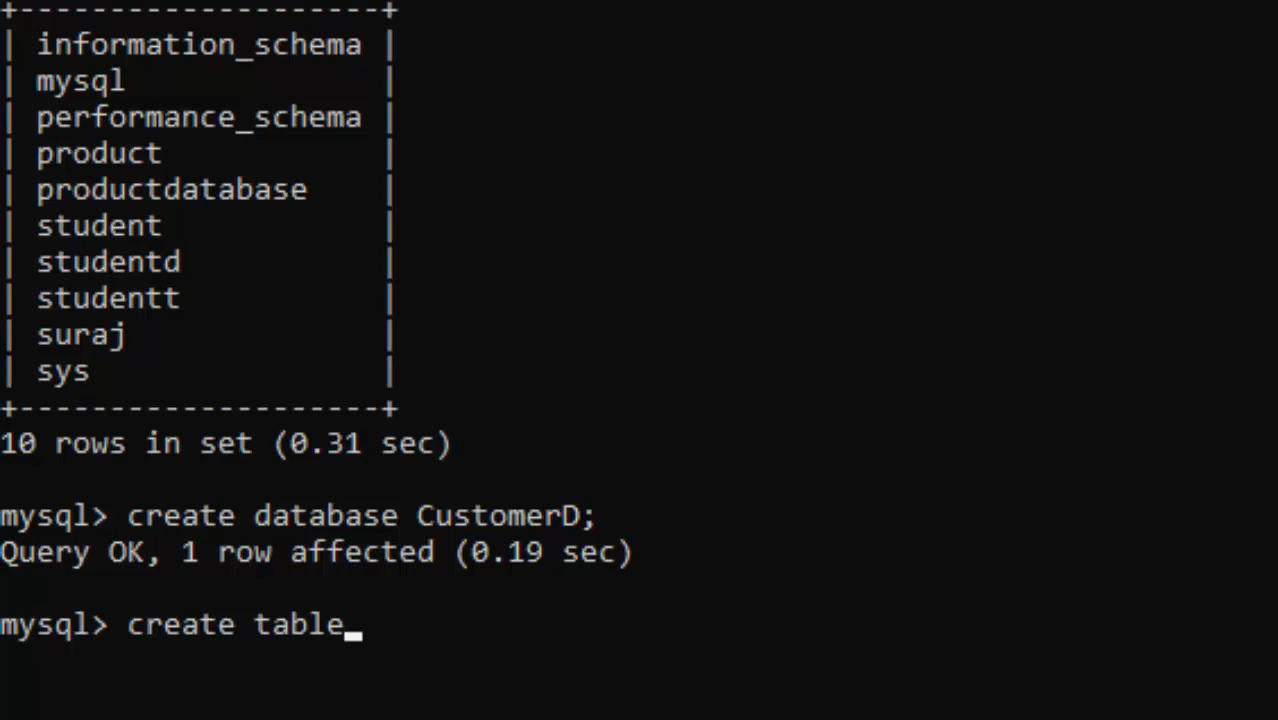 +--------------------+
| information_schema |
| mysql              |
| performance_schema |
| product            |
| productdatabase    |
| student            |
| studentd           |
| studentt           |
| suraj              |
| sys                |
+--------------------+
10 rows in set (0.31 sec)
mysql> create database CustomerD;
Query OK, 1 row affected (0.19 sec)
mysql> create table_